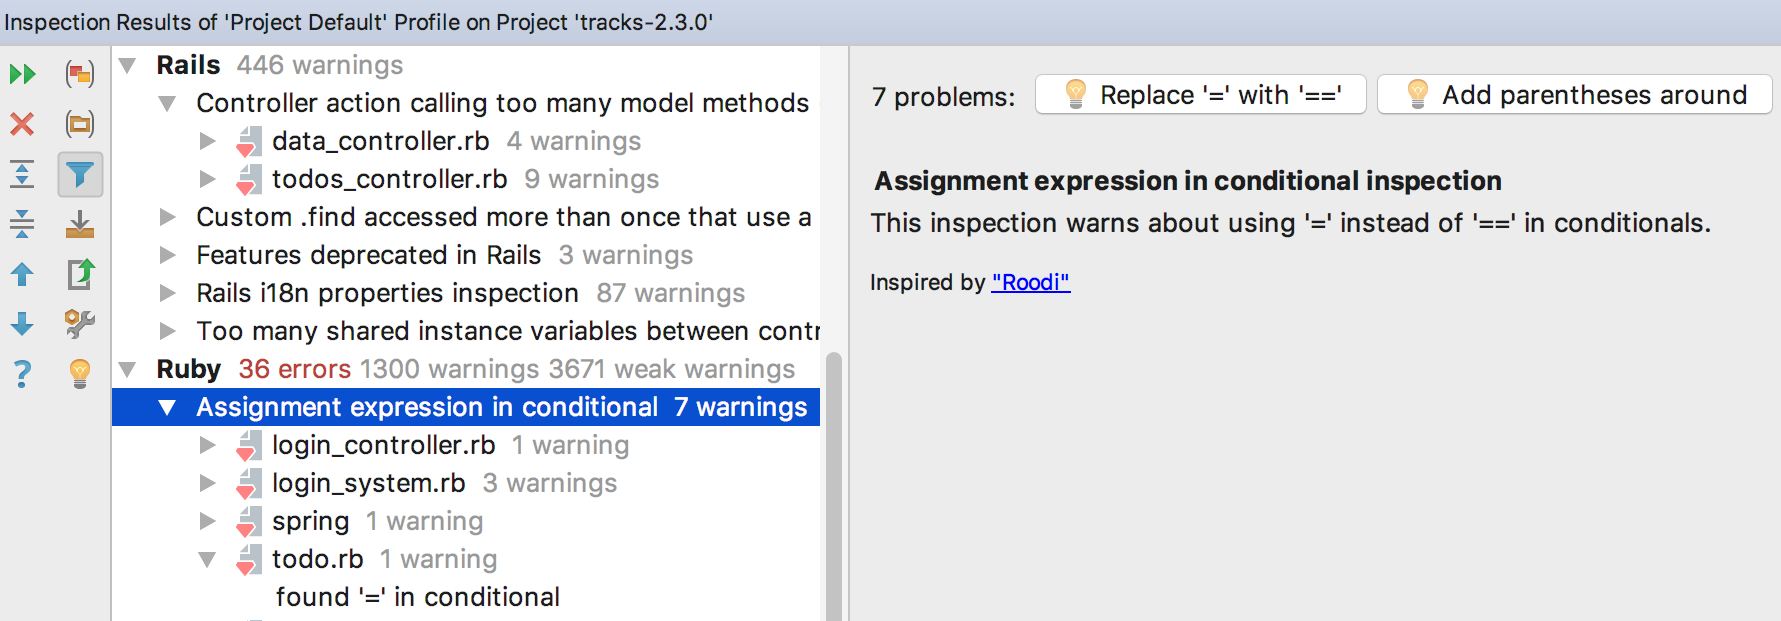 Inspection Results of 'Project Default' Profile on Project 'tracks-2.3.0'
Rails 446 warnings
Controller action calling too many model methods
data_controller.rb 4 warnings
todos_controller.rb 9 warnings
Custom .find accessed more than once that use a
Features deprecated in Rails 3 warnings
Rails i18n properties inspection 87 warnings
Too many shared instance variables between contr
Ruby 36 errors 1300 warnings 3671 weak warnings
Assignment expression in conditional 7 warnings
login_controller.rb 1 warning
login_system.rb 3 warnings
spring 1 warning
todo.rb 1 warning
found '=' in conditional
7 problems: Replace '=' with '==' Add parentheses around
Assignment expression in conditional inspection
This inspection warns about using '=' instead of '==' in conditionals.
Inspired by "Roodi"